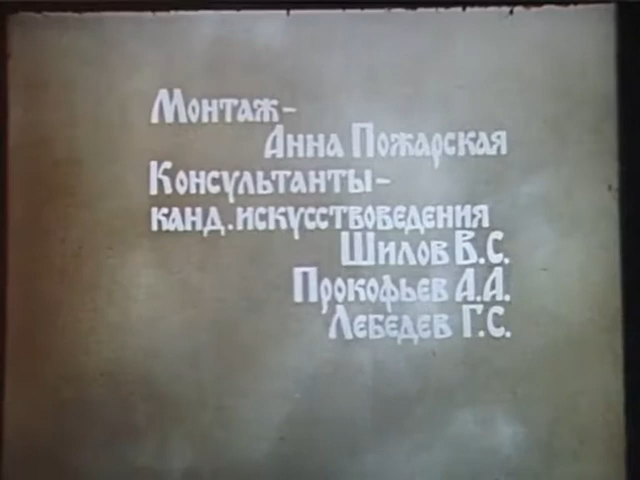 Монтаж-
Анна Пожарская
Консультанты-
канд.искусствоведения
Шилов В.С.
Прокофьев А.А.
Лебедев Г.С.